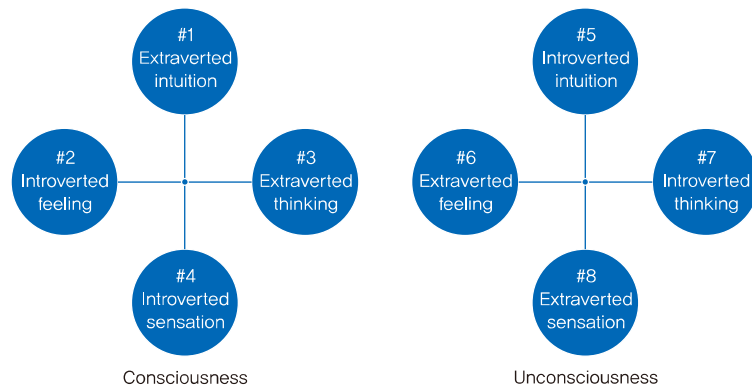 #1
Extraverted
intuition
#2
Introverted
feeling
#3
Extraverted
thinking
#4
Introverted
sensation
Consciousness
#5
Introverted
intuition
#6
Extraverted
feeling
#7
Introverted
thinking
#8
Extraverted
sensation
Unconsciousness